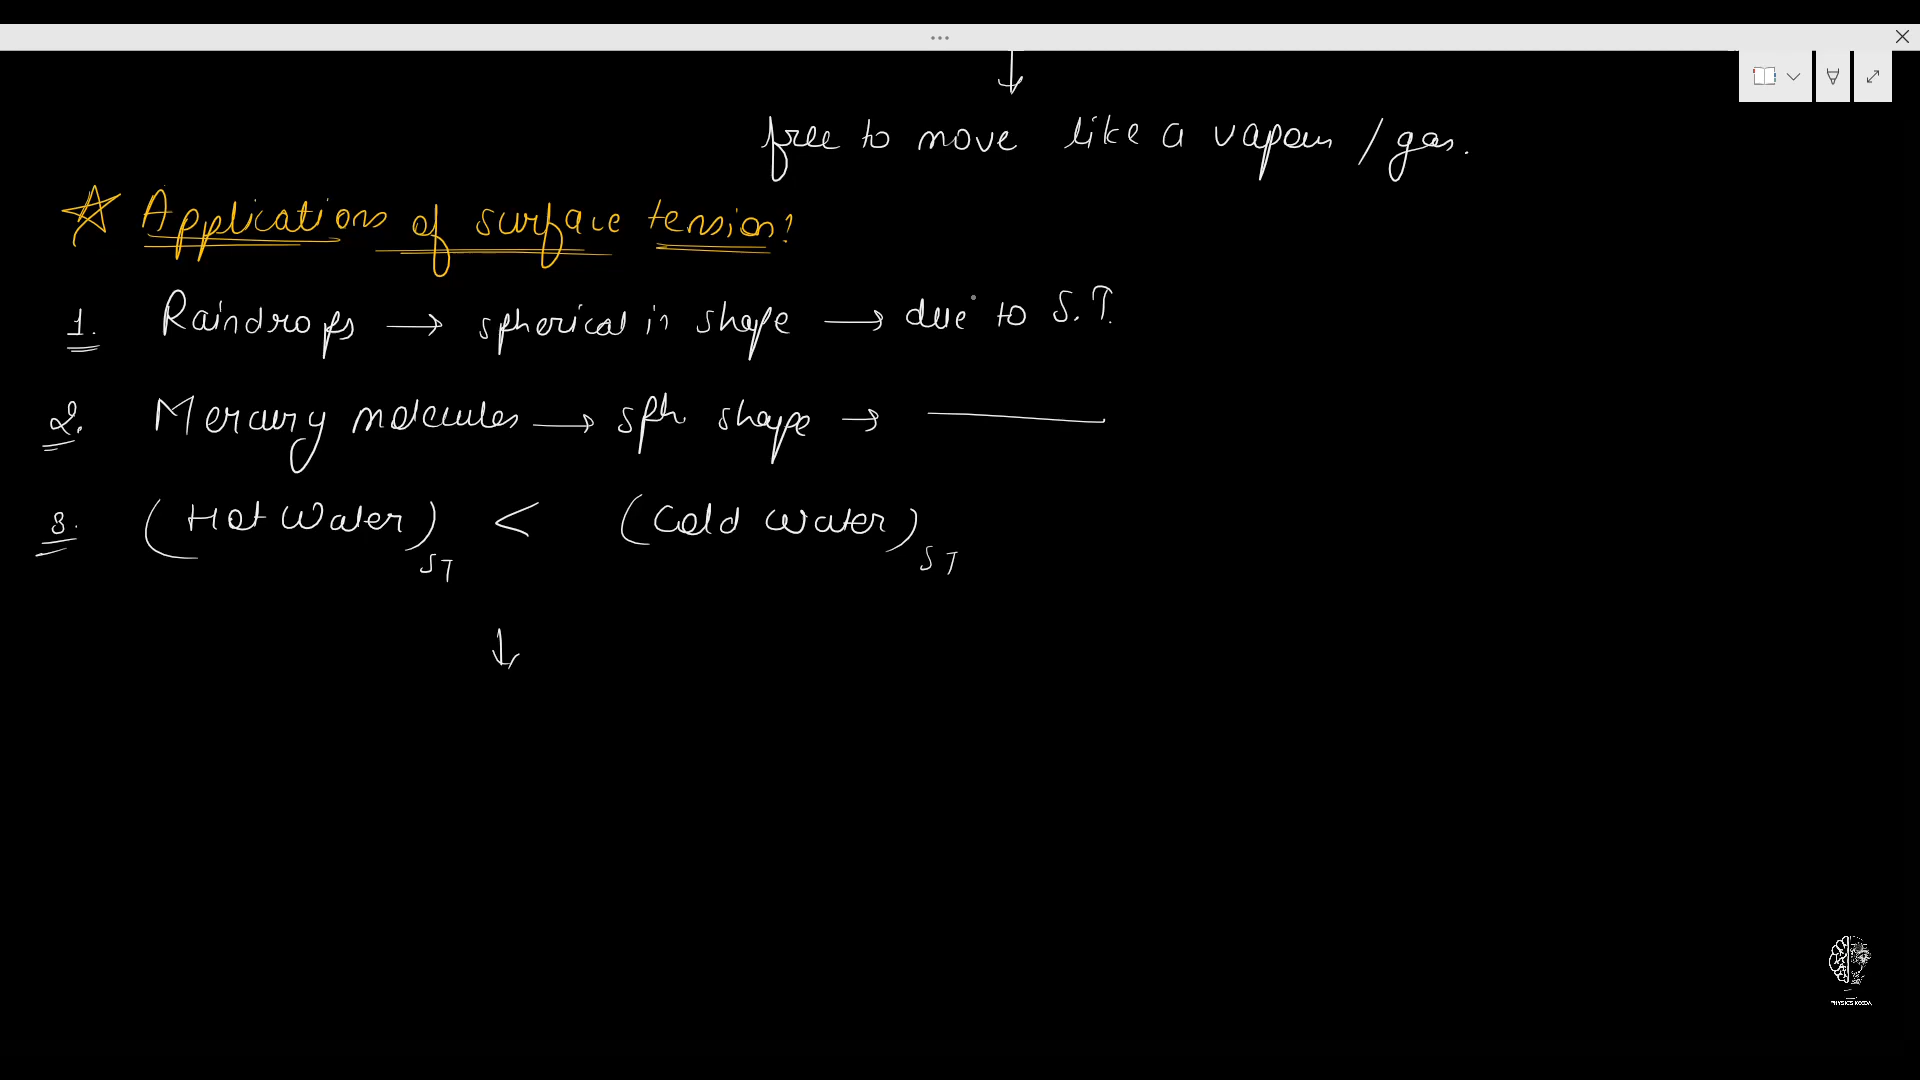 free to move like a vapour / gas.
☆ Applications of surface tension:
1. Raindrops → spherical in shape → due to S.T.
2. Mercury molecules → sph. shape → ———
3. (Hot Water)ST < (Cold water)ST
↓